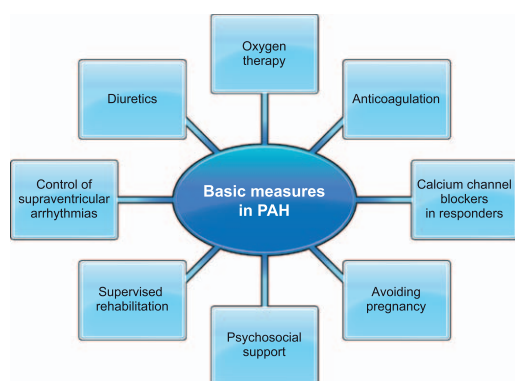 Oxygen
therapy
Diuretics
Anticoagulation
Control of
supraventricular
arrhythmias
Basic measures
in PAH
Calcium channel
blockers
in responders
Supervised
rehabilitation
Avoiding
pregnancy
Psychosocial
support